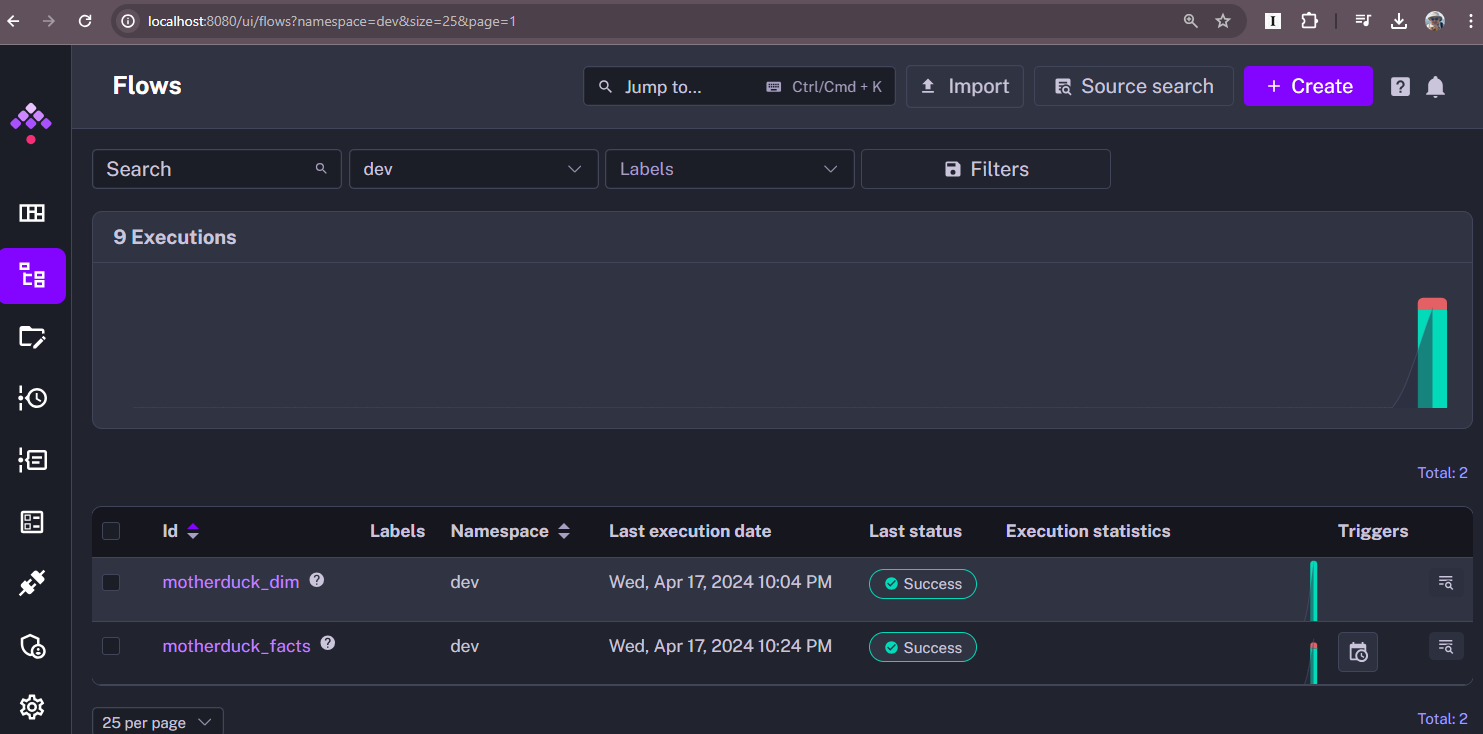 localhost:8080/ui/flows?namespace=dev&size=25&page=1
Flows
Jump to... Ctrl/Cmd + K
Import
Source search
+ Create
Search
dev
Labels
Filters
9 Executions
Total: 2
Id Labels Namespace Last execution date Last status Execution statistics Triggers
motherduck_dim dev Wed, Apr 17, 2024 10:04 PM Success
motherduck_facts dev Wed, Apr 17, 2024 10:24 PM Success
25 per page Total: 2